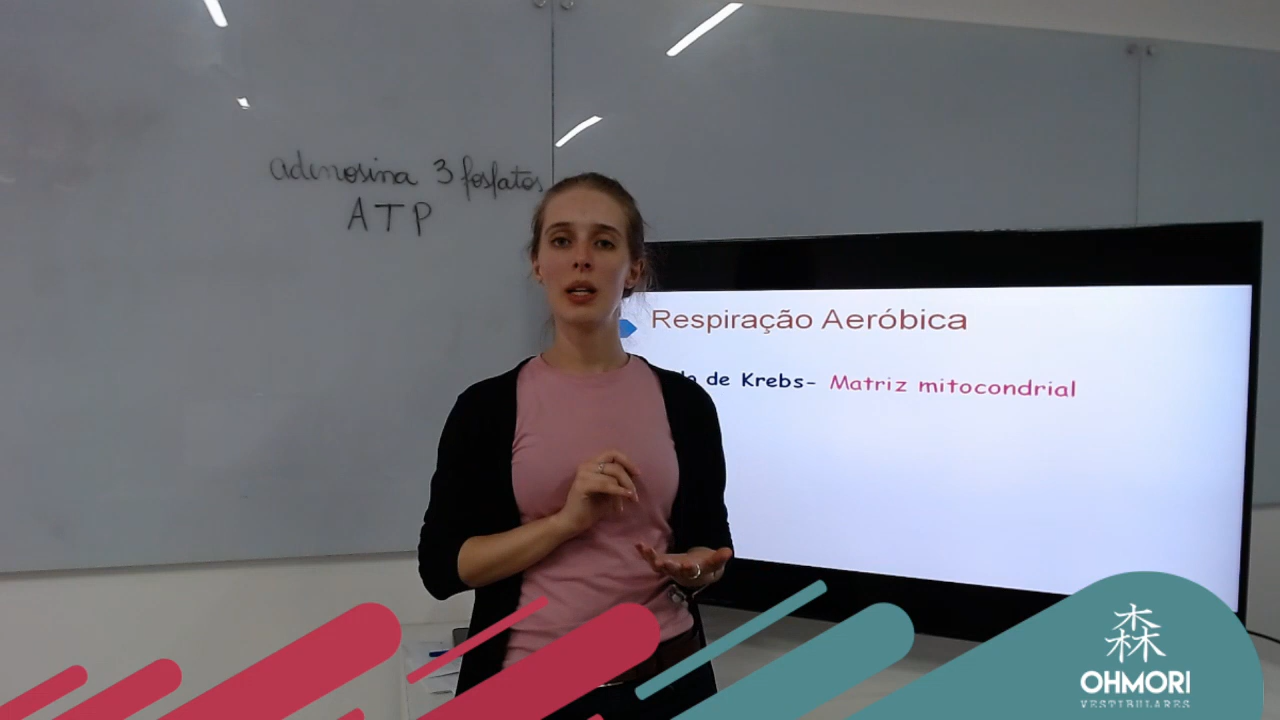 adenosina 3 fosfatos
ATP
Respiração Aeróbica
de Krebs- Matriz mitocondrial
森
OHMORI
VESTIBULARES